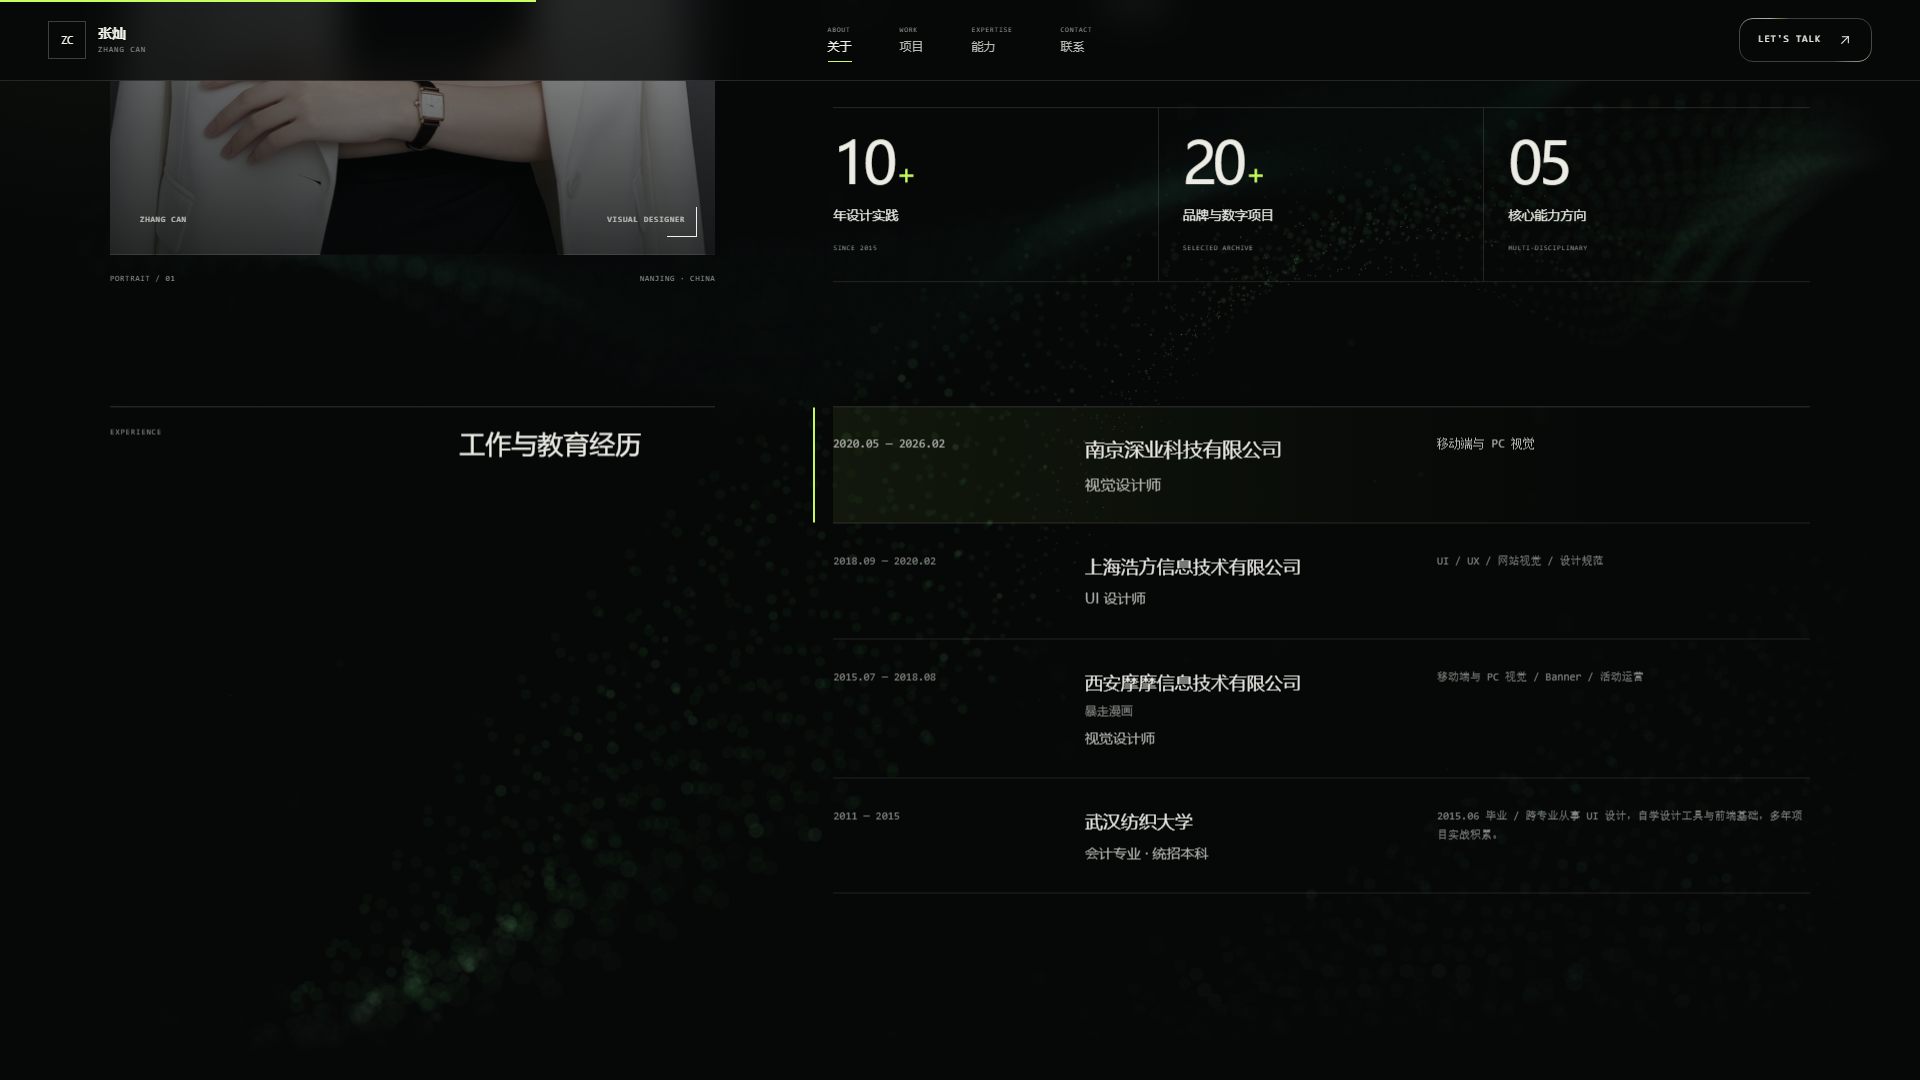 ZC
张灿
ZHANG CAN
ABOUT
关于
WORK
项目
EXPERTISE
能力
CONTACT
联系
LET'S TALK
ZHANG CAN
VISUAL DESIGNER
PORTRAIT / 01
NANJING · CHINA
10+
年设计实践
SINCE 2015
20+
品牌与数字项目
SELECTED ARCHIVE
05
核心能力方向
MULTI-DISCIPLINARY
EXPERIENCE
工作与教育经历
2020.05 — 2026.02
南京深业科技有限公司
视觉设计师
移动端与 PC 视觉
2018.09 — 2020.02
上海浩方信息技术有限公司
UI 设计师
UI / UX / 网站视觉 / 设计规范
2015.07 — 2018.08
西安摩摩信息技术有限公司
暴走漫画
视觉设计师
移动端与 PC 视觉 / Banner / 活动运营
2011 — 2015
武汉纺织大学
会计专业 · 统招本科
2015.06 毕业 / 跨专业从事 UI 设计，自学设计工具与前端基础，多年项
目实战积累。